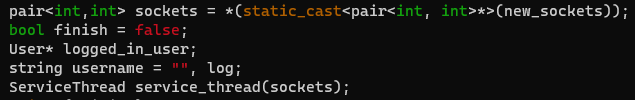 pair<int,int> sockets = *(static_cast<pair<int, int>*>(new_sockets));
bool finish = false;
User* logged_in_user;
string username = "", log;
ServiceThread service_thread(sockets);